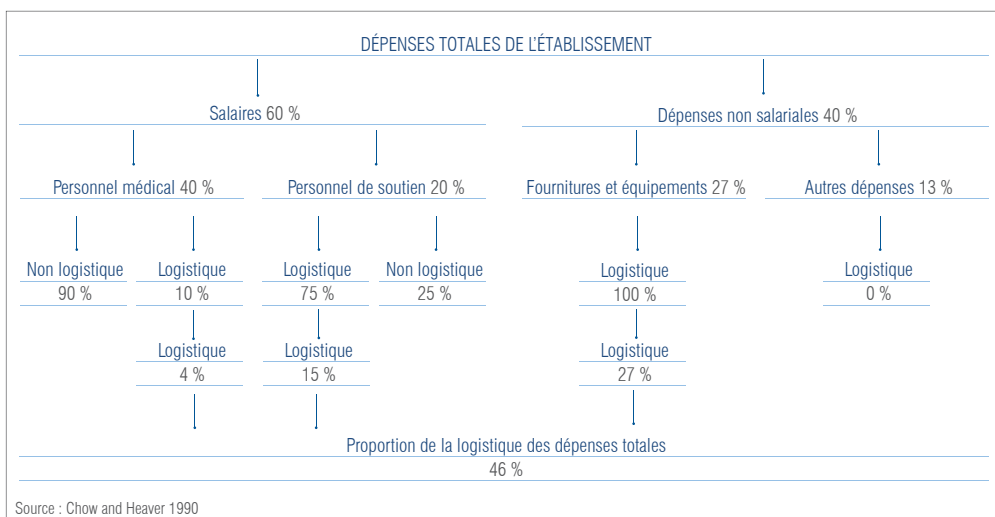 DÉPENSES TOTALES DE L'ÉTABLISSEMENT
Salaires 60 %
Dépenses non salariales 40 %
Personnel médical 40 %
Personnel de soutien 20 %
Fournitures et équipements 27 %
Autres dépenses 13 %
Non logistique
90 %
Logistique
10 %
Logistique
75 %
Non logistique
25 %
Logistique
100 %
Logistique
0 %
Logistique
4 %
Logistique
15 %
Logistique
27 %
Proportion de la logistique des dépenses totales
46 %
Source : Chow and Heaver 1990